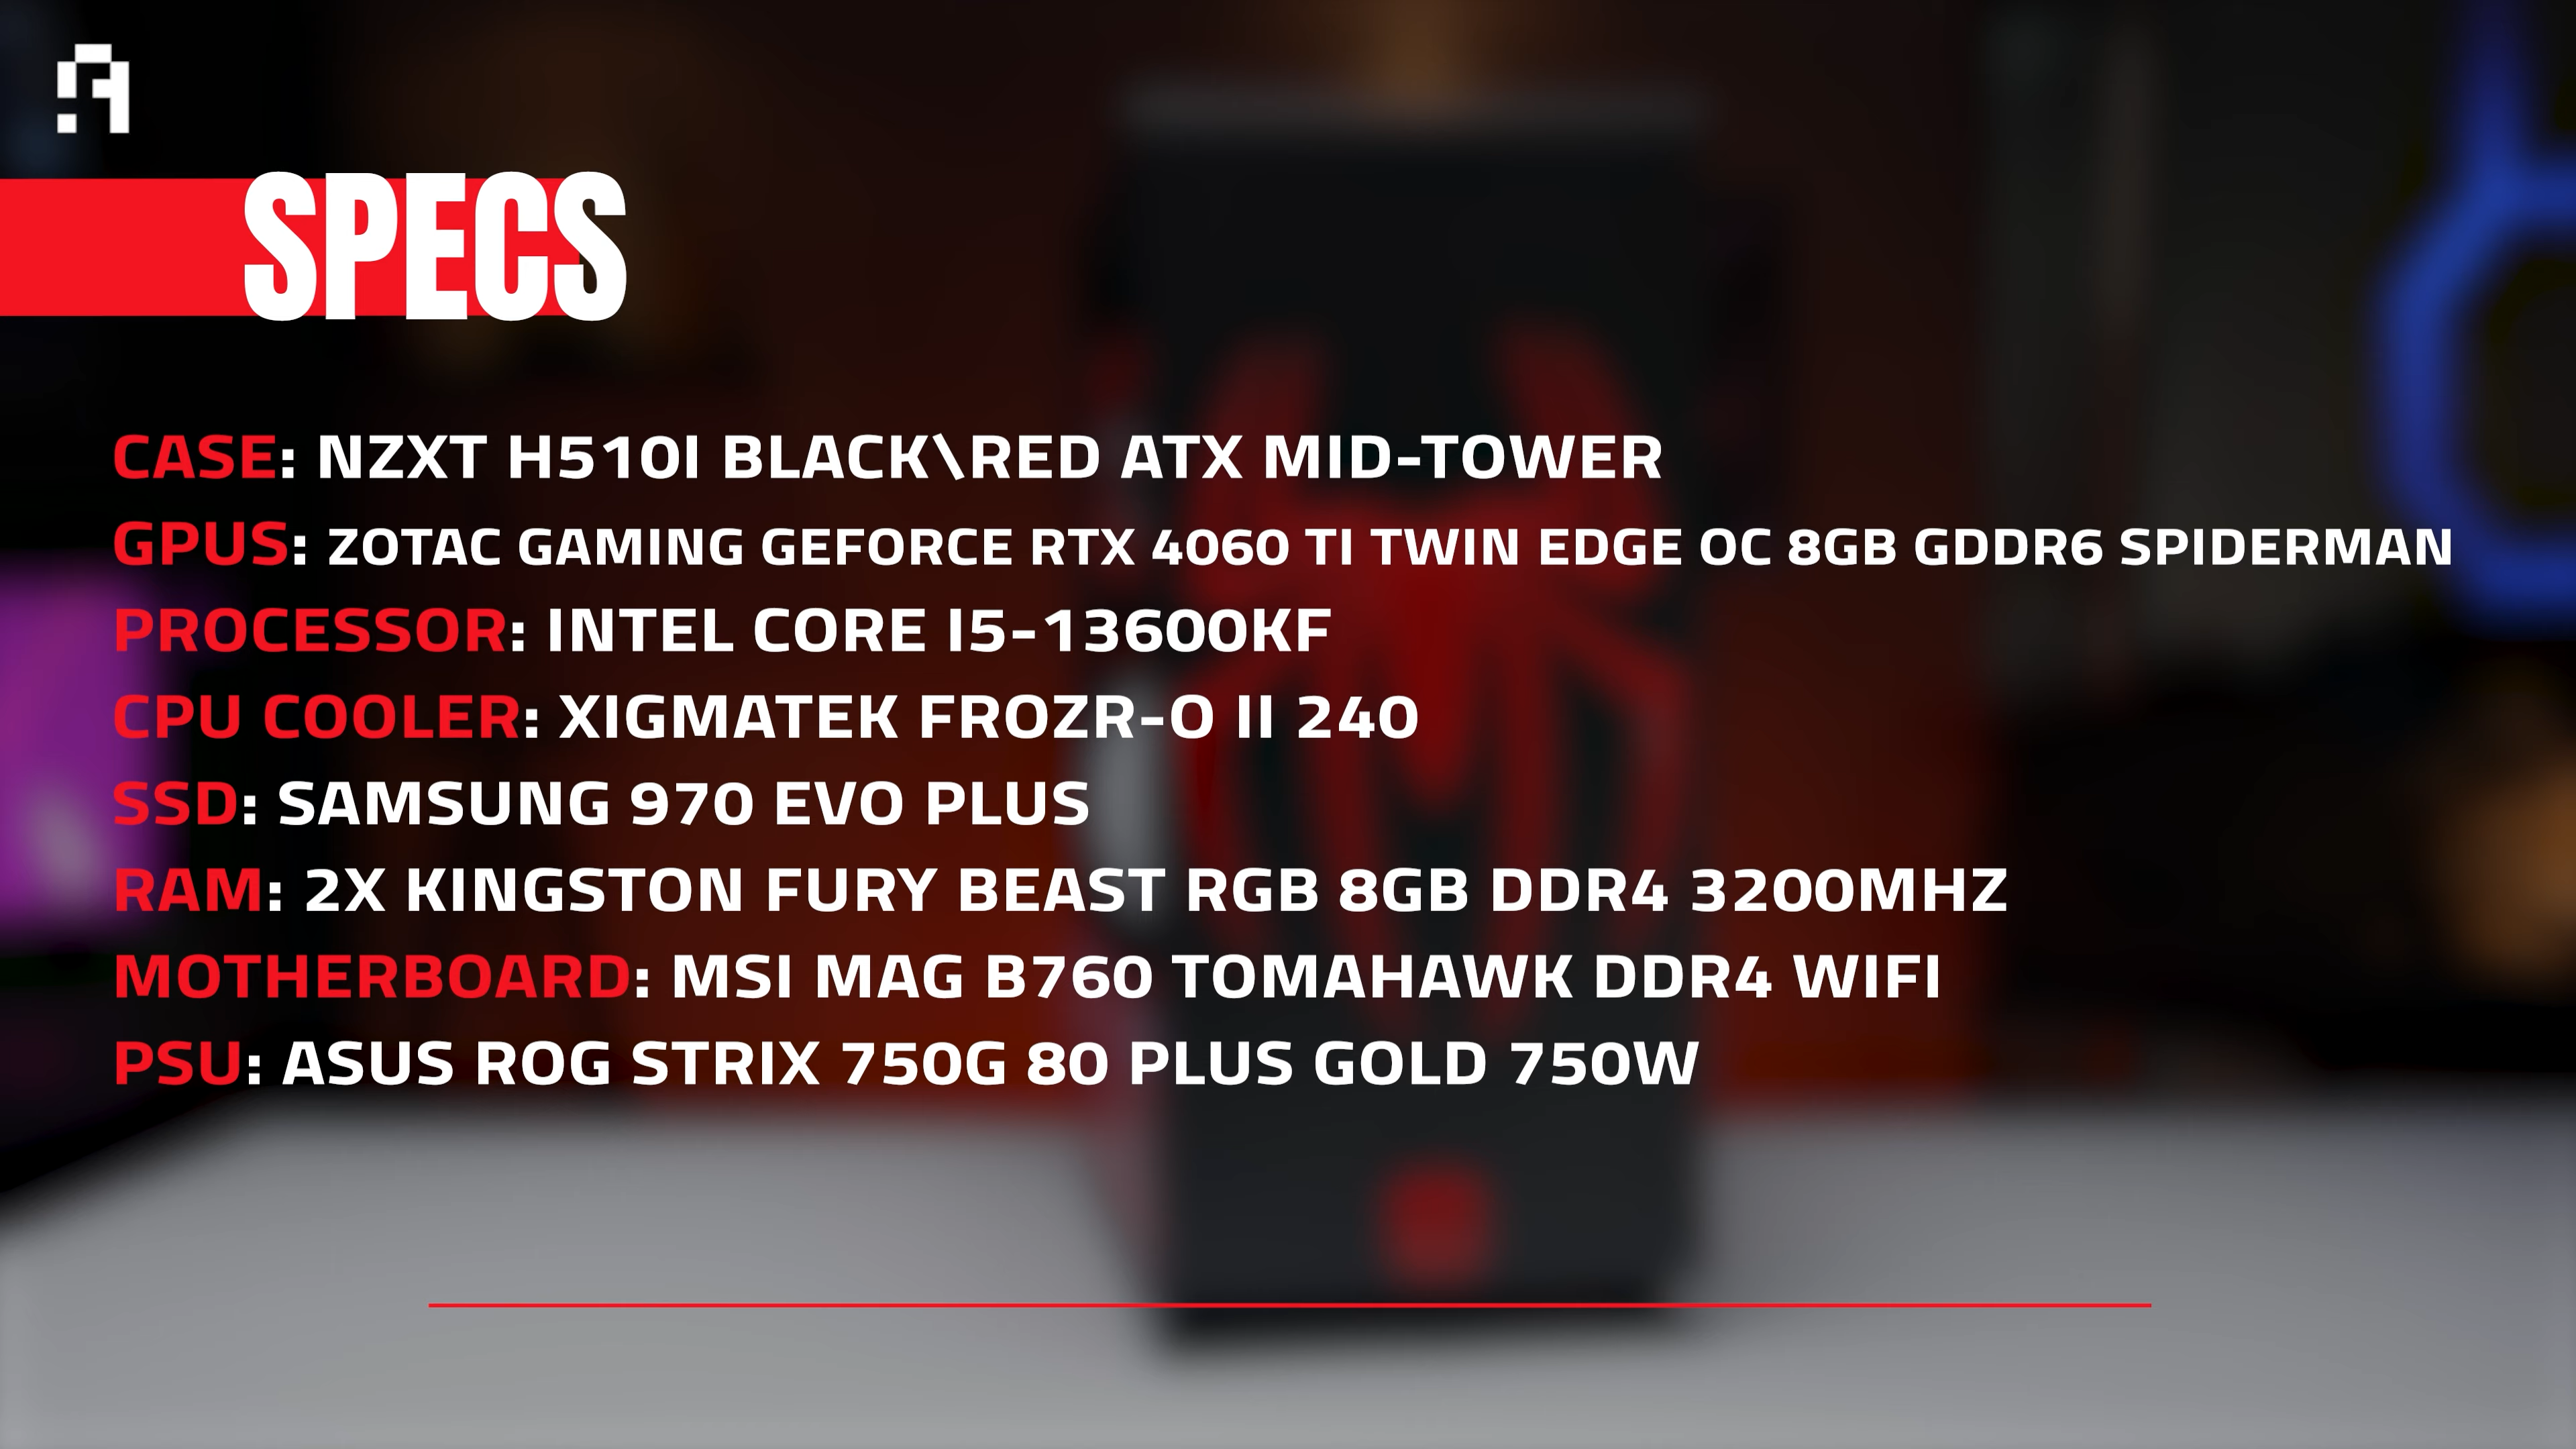 SPECS
CASE: NZXT H510I BLACK\RED ATX MID-TOWER
GPUS: ZOTAC GAMING GEFORCE RTX 4060 TI TWIN EDGE OC 8GB GDDR6 SPIDERMAN
PROCESSOR: INTEL CORE I5-13600KF
CPU COOLER: XIGMATEK FROZR-O II 240
SSD: SAMSUNG 970 EVO PLUS
RAM: 2X KINGSTON FURY BEAST RGB 8GB DDR4 3200MHZ
MOTHERBOARD: MSI MAG B760 TOMAHAWK DDR4 WIFI
PSU: ASUS ROG STRIX 750G 80 PLUS GOLD 750W